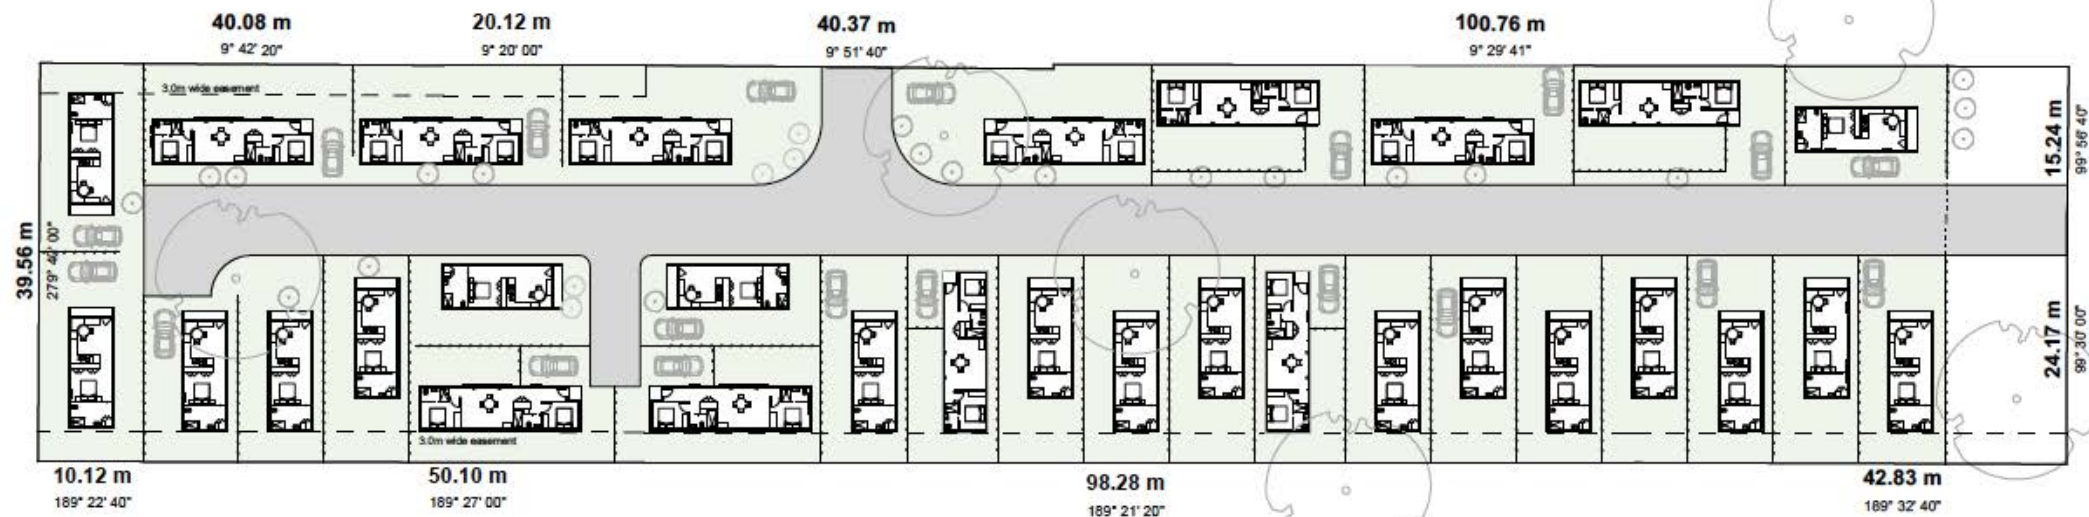 40.08 m
9° 42' 20"
20.12 m
9° 20' 00"
40.37 m
9° 51' 40"
100.76 m
9° 29' 41"
3.0m wide easement
15.24 m
99° 56' 40"
39.56 m
279° 40' 00"
24.17 m
99° 30' 00"
3.0m wide easement
10.12 m
189° 22' 40"
50.10 m
189° 27' 00"
98.28 m
189° 21' 20"
42.83 m
189° 32' 40"